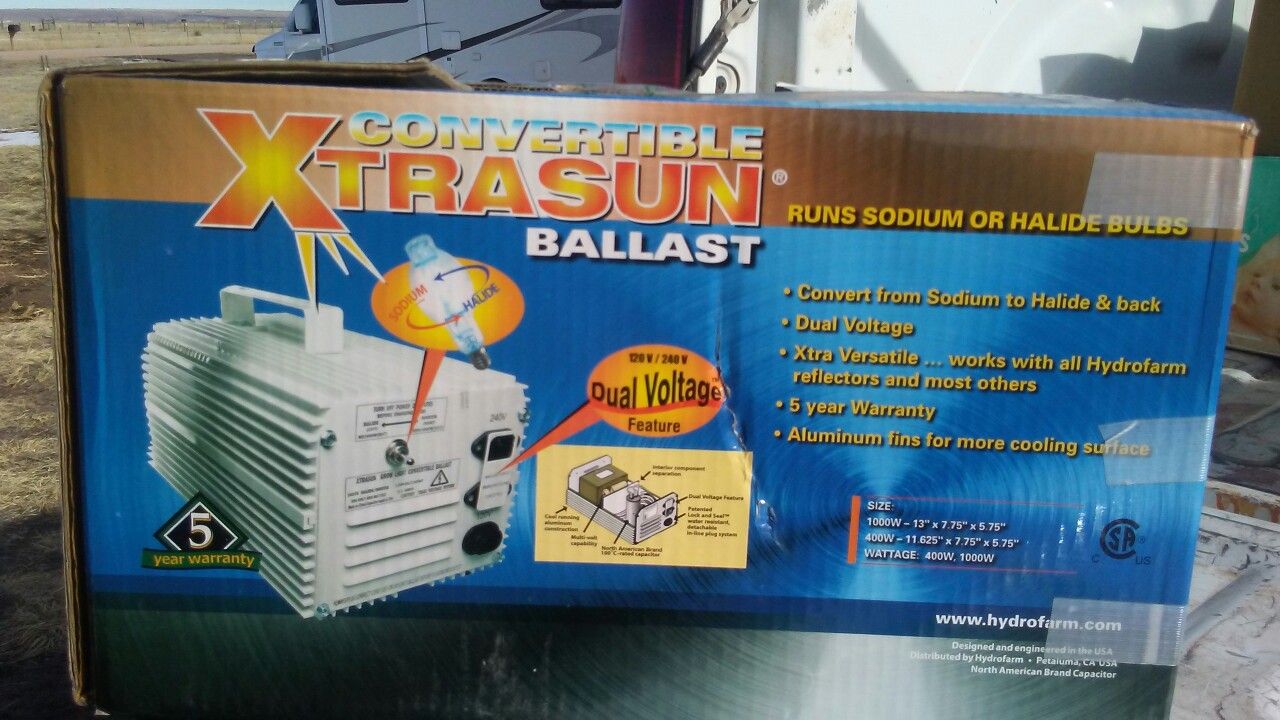 CONVERTIBLE
XTRASUN®
BALLAST
RUNS SODIUM OR HALIDE BULBS
• Convert from Sodium to Halide & back
• Dual Voltage
• Xtra Versatile ... works with all Hydrofarm
reflectors and most others
• 5 year Warranty
• Aluminum fins for more cooling surface
SODIUM
HALIDE
120 V / 240 V
Dual Voltage™
Feature
240V
5
year warranty
Interior component
separation
Dual Voltage Feature
Patented
Lock and Seal™
water resistant,
detachable
in-line plug system
Cool running
aluminum
construction
Multi-volt
capability
North American Brand
100°C-rated capacitor
SIZE:
1000W – 13" x 7.75" x 5.75"
400W – 11.625" x 7.75" x 5.75"
WATTAGE: 400W, 1000W
C
SA
US
www.hydrofarm.com
Designed and engineered in the USA
Distributed by Hydrofarm • Petaluma, CA USA
North American Brand Capacitor